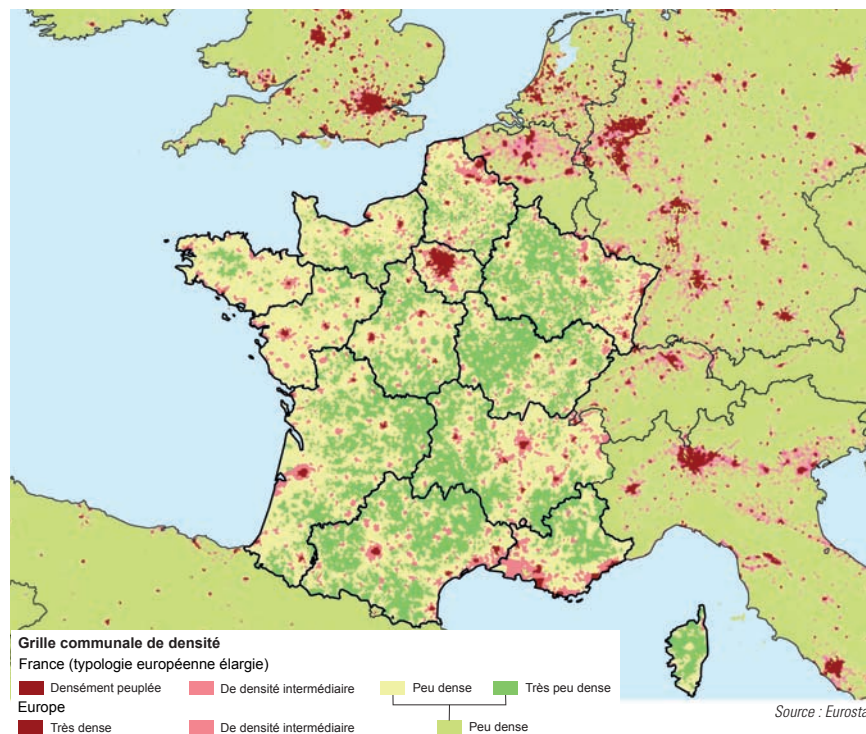 Grille communale de densité
France (typologie européenne élargie)
Densément peuplée De densité intermédiaire Peu dense Très peu dense
Europe
Très dense De densité intermédiaire Peu dense
Source : Eurosta